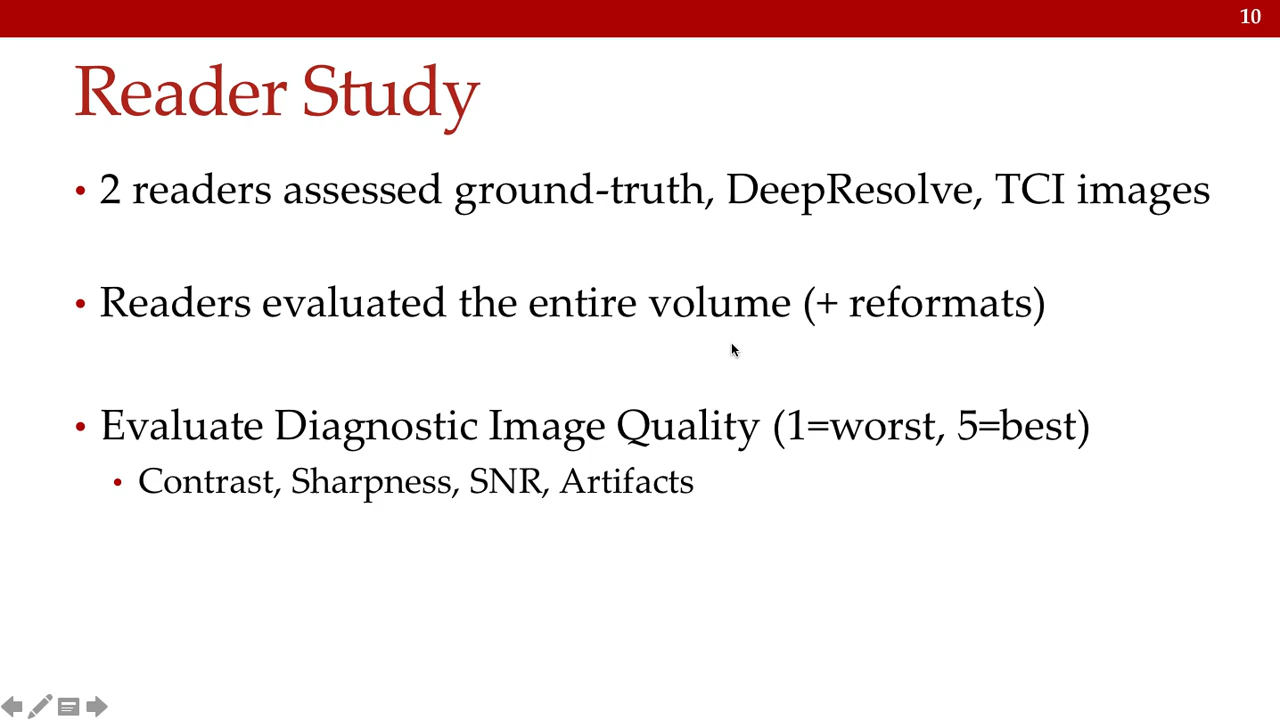 10
Reader Study
• 2 readers assessed ground-truth, DeepResolve, TCI images
• Readers evaluated the entire volume (+ reformats)
• Evaluate Diagnostic Image Quality (1=worst, 5=best)
• Contrast, Sharpness, SNR, Artifacts